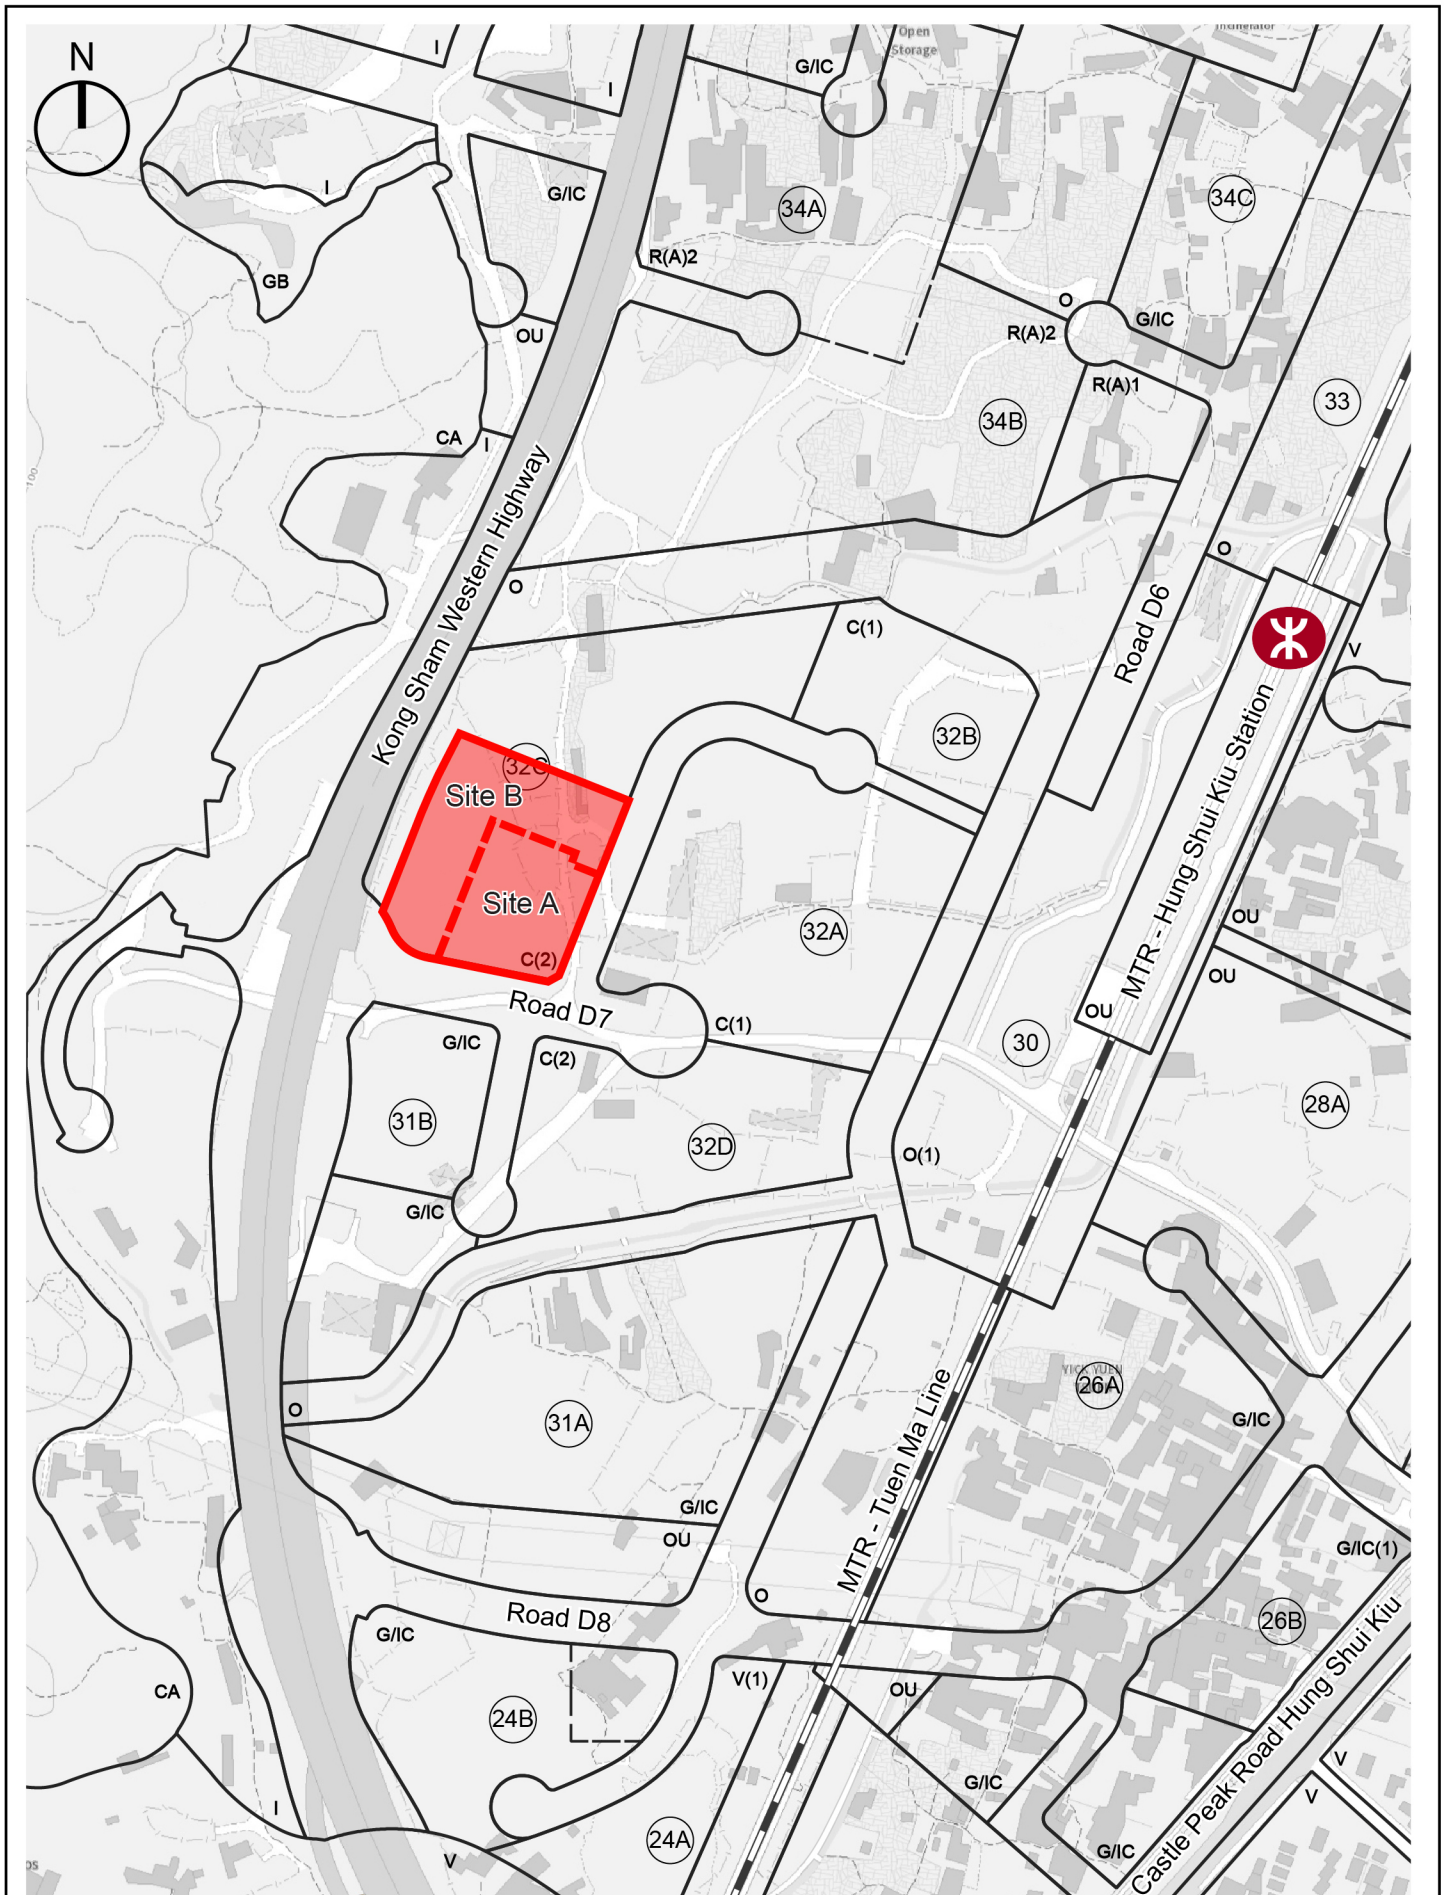 N
I
I
G/IC
Open
Storage
Incinerator
I
G/IC
34A
34C
R(A)2
GB
OU
O
R(A)2
G/IC
R(A)1
33
CA
I
34B
100
Kong Sham Western Highway
O
O
Road D6
C(1)
V
32C
32B
MTR - Hung Shui Kiu Station
Site B
Site A
32A
OU
C(2)
OU
Road D7
OU
C(1)
G/IC
C(2)
30
31B
28A
32D
O(1)
G/IC
26A
O
31A
G/IC
MTR - Tuen Ma Line
G/IC
OU
G/IC(1)
O
Road D8
G/IC
26B
CA
V(1)
OU
24B
Castle Peak Road Hung Shui Kiu
V
G/IC
V
I
24A
V
G/IC